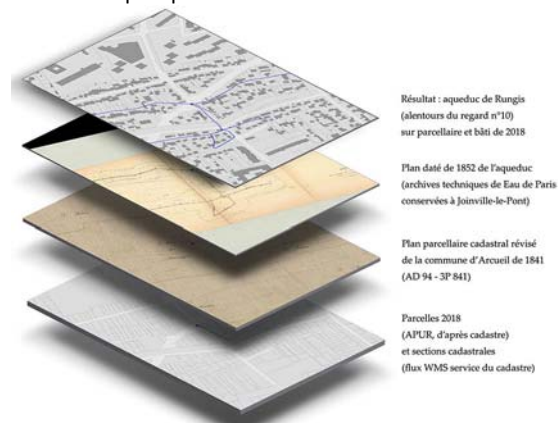 Résultat : aqueduc de Rungis
(alentours du regard n°10)
sur parcellaire et bâti de 2018
Plan daté de 1852 de l'aqueduc
(archives techniques de Eau de Paris
conservées à Joinville-le-Pont)
Plan parcellaire cadastral révisé
de la commune d'Arcueil de 1841
(AD 94 - 3P 841)
Parcelles 2018
(APUR, d'après cadastre)
et sections cadastrales
(flux WMS service du cadastre)